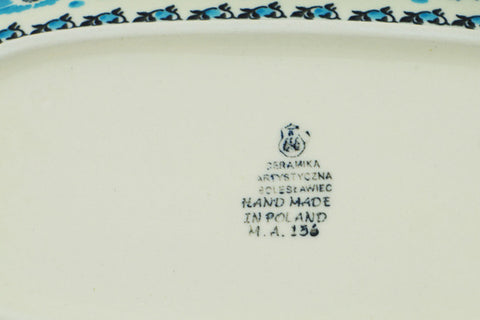 CERAMIKA
ARTYSTYCZNA
BOLESŁAWIEC
HAND MADE
IN POLAND
M. A. 156